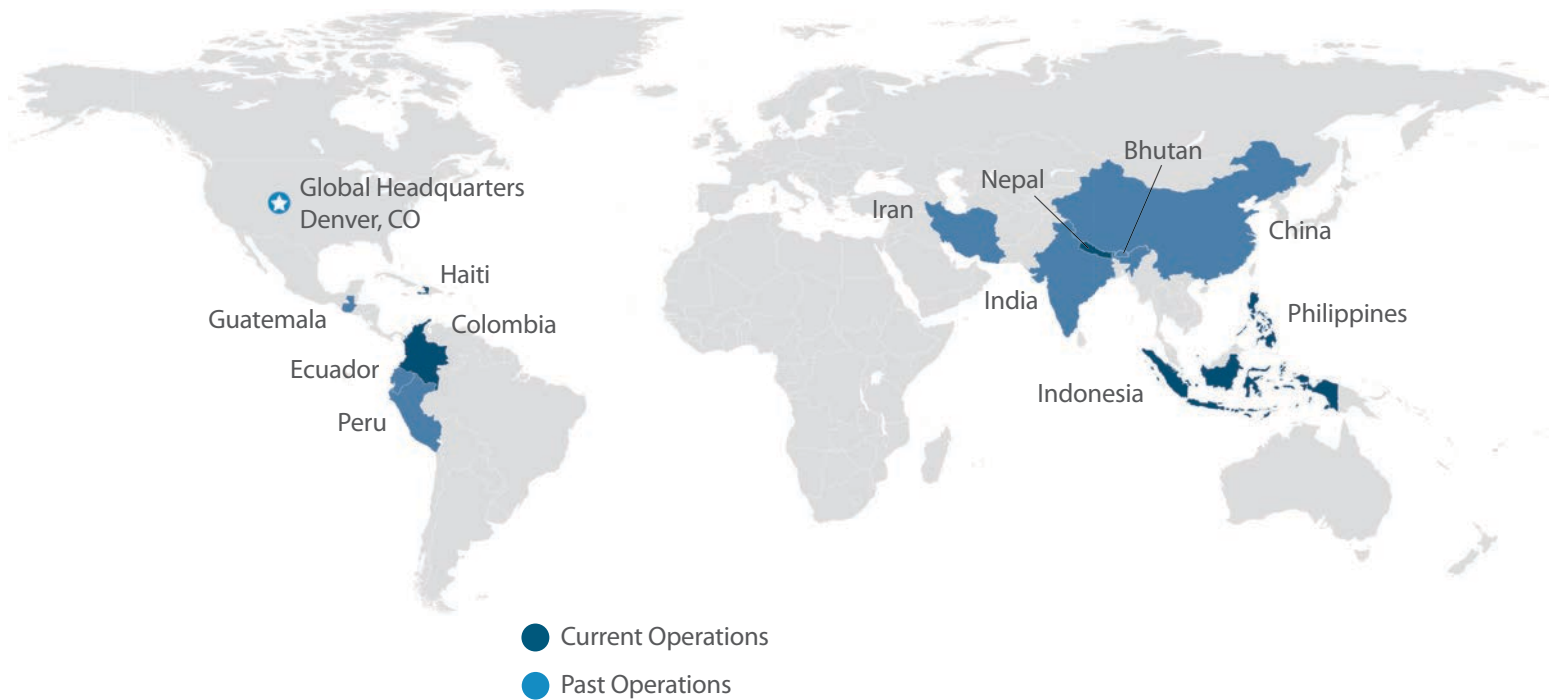 Bhutan
Nepal
Global Headquarters
Denver, CO
Iran
China
Haiti
India
Guatemala
Colombia
Philippines
Ecuador
Indonesia
Peru
Current Operations
Past Operations